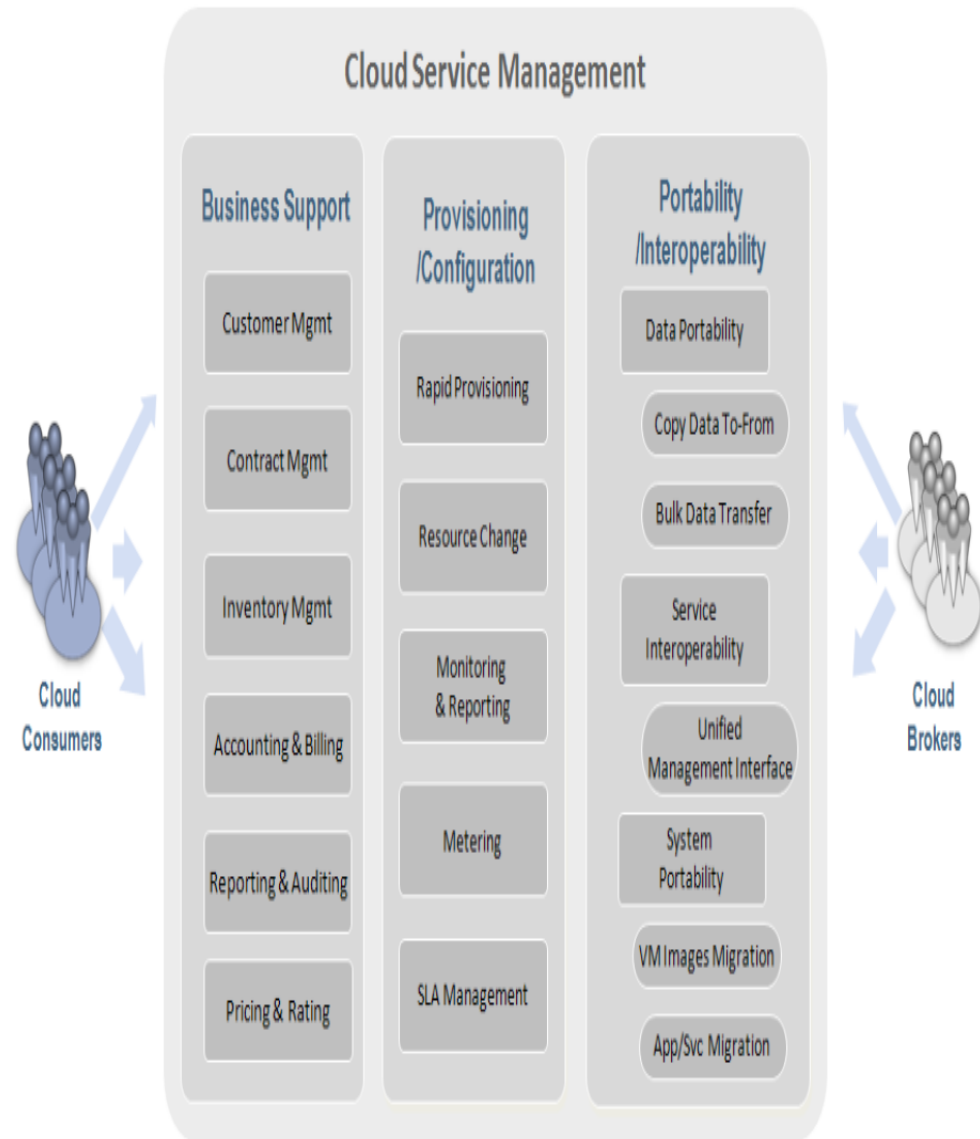 Cloud Service Management
Business Support
Customer Mgmt
Contract Mgmt
Inventory Mgmt
Accounting & Billing
Reporting & Auditing
Pricing & Rating
Provisioning
/Configuration
Rapid Provisioning
Resource Change
Monitoring
& Reporting
Metering
SLA Management
Portability
/Interoperability
Data Portability
Copy Data To-From
Bulk Data Transfer
Service
Interoperability
Unified
Management Interface
System
Portability
VM Images Migration
App/Svc Migration
Cloud
Consumers
Cloud
Brokers